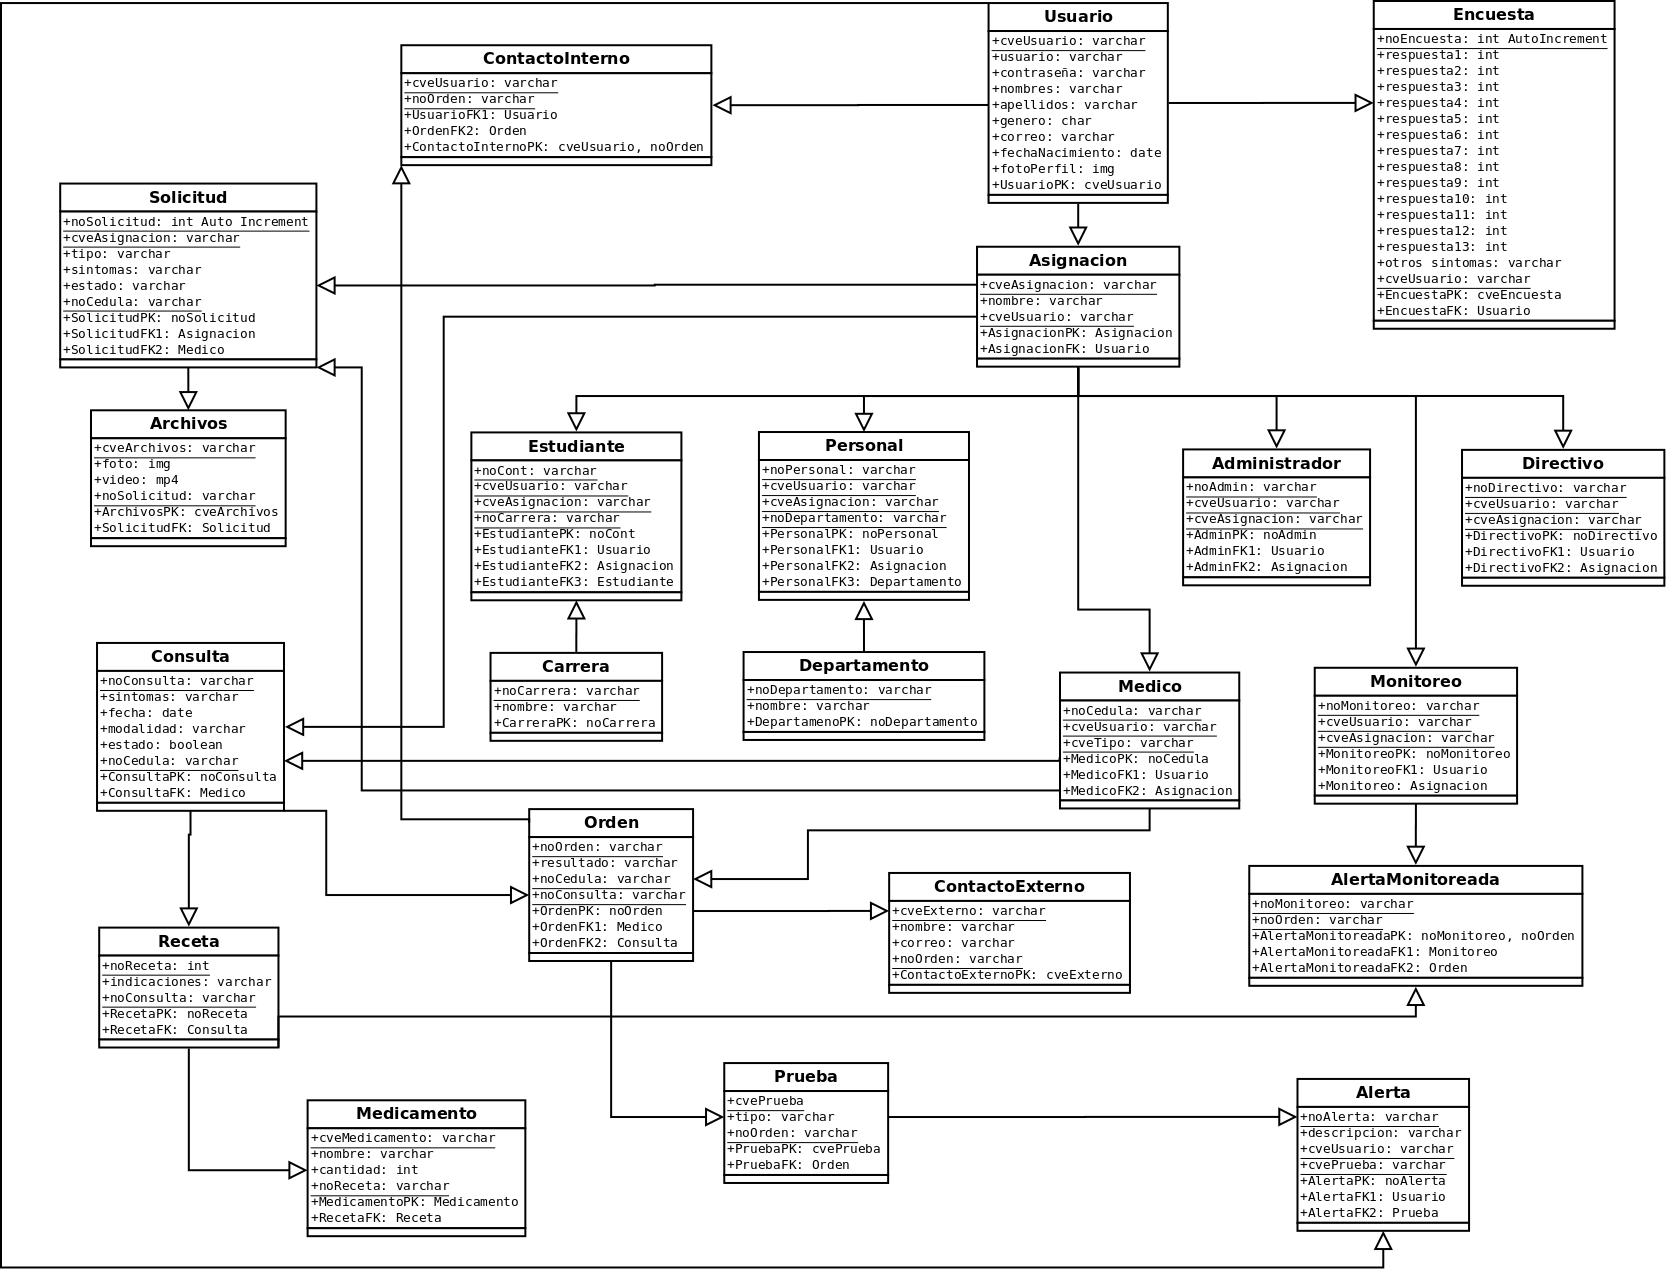 Usuario
+cveUsuario: varchar
+usuario: varchar
+contraseña: varchar
+nombres: varchar
+apellidos: varchar
+genero: char
+correo: varchar
+fechaNacimiento: date
+fotoPerfil: img
+UsuarioPK: cveUsuario
Encuesta
+noEncuesta: int AutoIncrement
+respuesta1: int
+respuesta2: int
+respuesta3: int
+respuesta4: int
+respuesta5: int
+respuesta6: int
+respuesta7: int
+respuesta8: int
+respuesta9: int
+respuesta10: int
+respuesta11: int
+respuesta12: int
+respuesta13: int
+otros sintomas: varchar
+cveUsuario: varchar
+EncuestaPK: cveEncuesta
+EncuestaFK: Usuario
ContactoInterno
+cveUsuario: varchar
+noOrden: varchar
+UsuarioFK1: Usuario
+OrdenFK2: Orden
+ContactoInternoPK: cveUsuario, noOrden
Solicitud
+noSolicitud: int Auto Increment
+cveAsignacion: varchar
+tipo: varchar
+sintomas: varchar
+estado: varchar
+noCedula: varchar
+SolicitudPK: noSolicitud
+SolicitudFK1: Asignacion
+SolicitudFK2: Medico
Asignacion
+cveAsignacion: varchar
+nombre: varchar
+cveUsuario: varchar
+AsignacionPK: Asignacion
+AsignacionFK: Usuario
Archivos
+cveArchivos: varchar
+foto: img
+video: mp4
+noSolicitud: varchar
+ArchivosPK: cveArchivos
+SolicitudFK: Solicitud
Estudiante
+noCont: varchar
+cveUsuario: varchar
+cveAsignacion: varchar
+noCarrera: varchar
+EstudiantePK: noCont
+EstudianteFK1: Usuario
+EstudianteFK2: Asignacion
+EstudianteFK3: Estudiante
Personal
+noPersonal: varchar
+cveUsuario: varchar
+cveAsignacion: varchar
+noDepartamento: varchar
+PersonalPK: noPersonal
+PersonalFK1: Usuario
+PersonalFK2: Asignacion
+PersonalFK3: Departamento
Administrador
+noAdmin: varchar
+cveUsuario: varchar
+cveAsignacion: varchar
+AdminPK: noAdmin
+AdminFK1: Usuario
+AdminFK2: Asignacion
Directivo
+noDirectivo: varchar
+cveUsuario: varchar
+cveAsignacion: varchar
+DirectivoPK: noDirectivo
+DirectivoFK1: Usuario
+DirectivoFK2: Asignacion
Consulta
+noConsulta: varchar
+sintomas: varchar
+fecha: date
+modalidad: varchar
+estado: boolean
+noCedula: varchar
+ConsultaPK: noConsulta
+ConsultaFK: Medico
Carrera
+noCarrera: varchar
+nombre: varchar
+CarreraPK: noCarrera
Departamento
+noDepartamento: varchar
+nombre: varchar
+DepartamenoPK: noDepartamento
Medico
+noCedula: varchar
+cveUsuario: varchar
+cveTipo: varchar
+MedicoPK: noCedula
+MedicoFK1: Usuario
+MedicoFK2: Asignacion
Monitoreo
+noMonitoreo: varchar
+cveUsuario: varchar
+cveAsignacion: varchar
+MonitoreoPK: noMonitoreo
+MonitoreoFK1: Usuario
+Monitoreo: Asignacion
Orden
+noOrden: varchar
+resultado: varchar
+noCedula: varchar
+noConsulta: varchar
+OrdenPK: noOrden
+OrdenFK1: Medico
+OrdenFK2: Consulta
ContactoExterno
+cveExterno: varchar
+nombre: varchar
+correo: varchar
+noOrden: varchar
+ContactoExternoPK: cveExterno
AlertaMonitoreada
+noMonitoreo: varchar
+noOrden: varchar
+AlertaMonitoreadaPK: noMonitoreo, noOrden
+AlertaMonitoreadaFK1: Monitoreo
+AlertaMonitoreadaFK2: Orden
Receta
+noReceta: int
+indicaciones: varchar
+noConsulta: varchar
+RecetaPK: noReceta
+RecetaFK: Consulta
Medicamento
+cveMedicamento: varchar
+nombre: varchar
+cantidad: int
+noReceta: varchar
+MedicamentoPK: Medicamento
+RecetaFK: Receta
Prueba
+cvePrueba
+tipo: varchar
+noOrden: varchar
+PruebaPK: cvePrueba
+PruebaFK: Orden
Alerta
+noAlerta: varchar
+descripcion: varchar
+cveUsuario: varchar
+cvePrueba: varchar
+AlertaPK: noAlerta
+AlertaFK1: Usuario
+AlertaFK2: Prueba